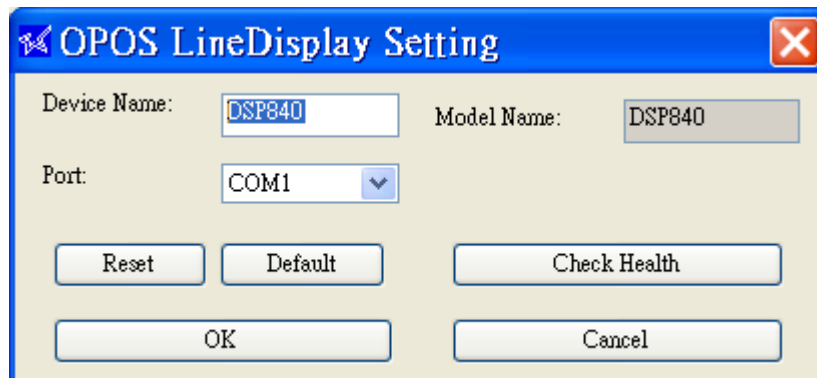 OPOS LineDisplay Setting
Device Name: DSP840 Model Name: DSP840
Port: COM1
Reset Default Check Health
OK Cancel